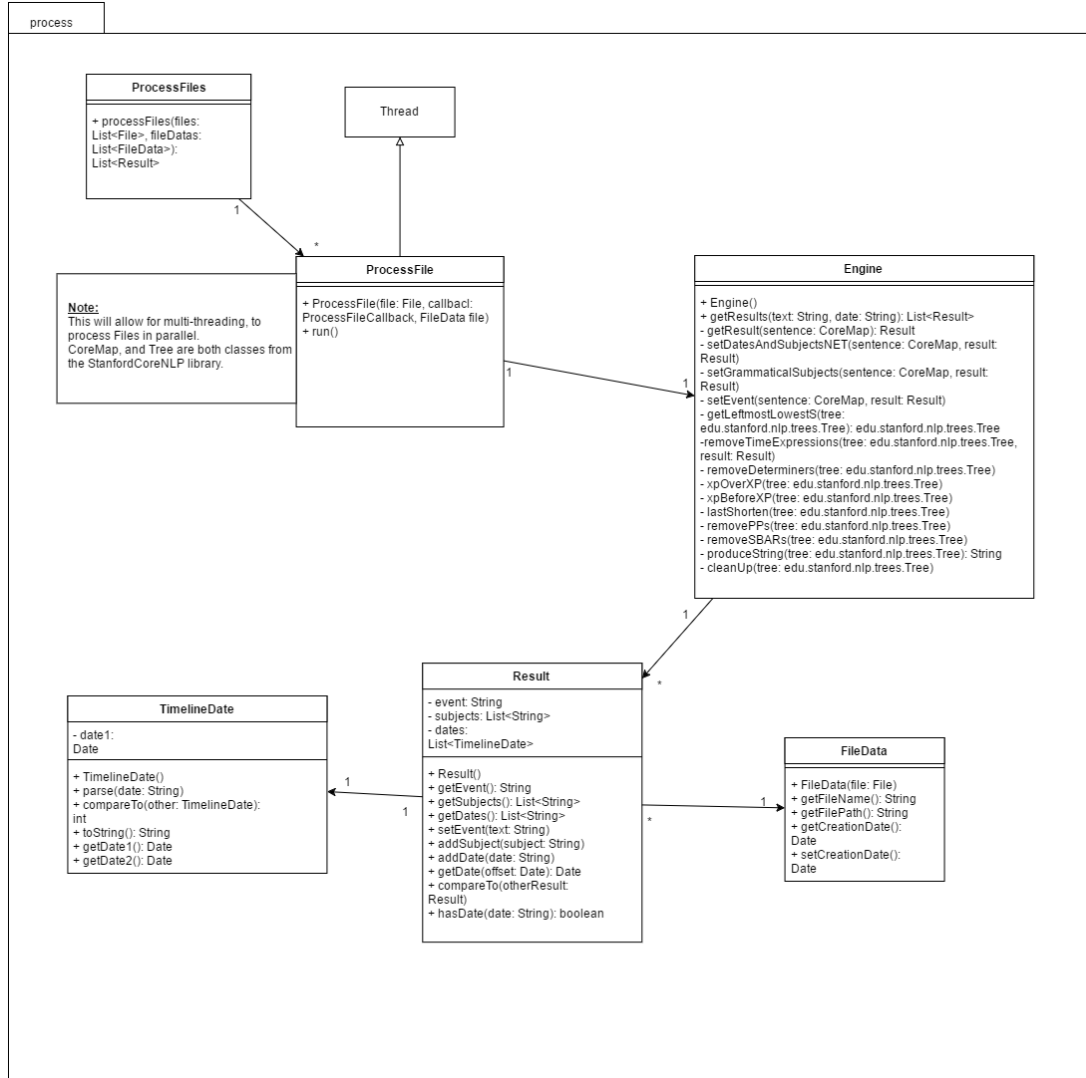 process
ProcessFiles
+ processFiles(files:
List<File>, fileDatas:
List<FileData>):
List<Result>
Thread
1
*
ProcessFile
+ ProcessFile(file: File, callbacl:
ProcessFileCallback, FileData file)
+ run()
Note:
This will allow for multi-threading, to
process Files in parallel.
CoreMap, and Tree are both classes from
the StanfordCoreNLP library.
1
1
Engine
+ Engine()
+ getResults(text: String, date: String): List<Result>
- getResult(sentence: CoreMap): Result
- setDatesAndSubjectsNET(sentence: CoreMap, result:
Result)
- setGrammaticalSubjects(sentence: CoreMap, result:
Result)
- setEvent(sentence: CoreMap, result: Result)
- getLeftmostLowestS(tree:
edu.stanford.nlp.trees.Tree): edu.stanford.nlp.trees.Tree
-removeTimeExpressions(tree: edu.stanford.nlp.trees.Tree,
result: Result)
- removeDeterminers(tree: edu.stanford.nlp.trees.Tree)
- xpOverXP(tree: edu.stanford.nlp.trees.Tree)
- xpBeforeXP(tree: edu.stanford.nlp.trees.Tree)
- lastShorten(tree: edu.stanford.nlp.trees.Tree)
- removePPs(tree: edu.stanford.nlp.trees.Tree)
- removeSBARs(tree: edu.stanford.nlp.trees.Tree)
- produceString(tree: edu.stanford.nlp.trees.Tree): String
- cleanUp(tree: edu.stanford.nlp.trees.Tree)
1
*
Result
- event: String
- subjects: List<String>
- dates:
List<TimelineDate>
+ Result()
+ getEvent(): String
+ getSubjects(): List<String>
+ getDates(): List<String>
+ setEvent(text: String)
+ addSubject(subject: String)
+ addDate(date: String)
+ getDate(offset: Date): Date
+ compareTo(otherResult:
Result)
+ hasDate(date: String): boolean
TimelineDate
- date1:
Date
+ TimelineDate()
+ parse(date: String)
+ compareTo(other: TimelineDate):
int
+ toString(): String
+ getDate1(): Date
+ getDate2(): Date
1
1
*
1
FileData
+ FileData(file: File)
+ getFileName(): String
+ getFilePath(): String
+ getCreationDate():
Date
+ setCreationDate():
Date